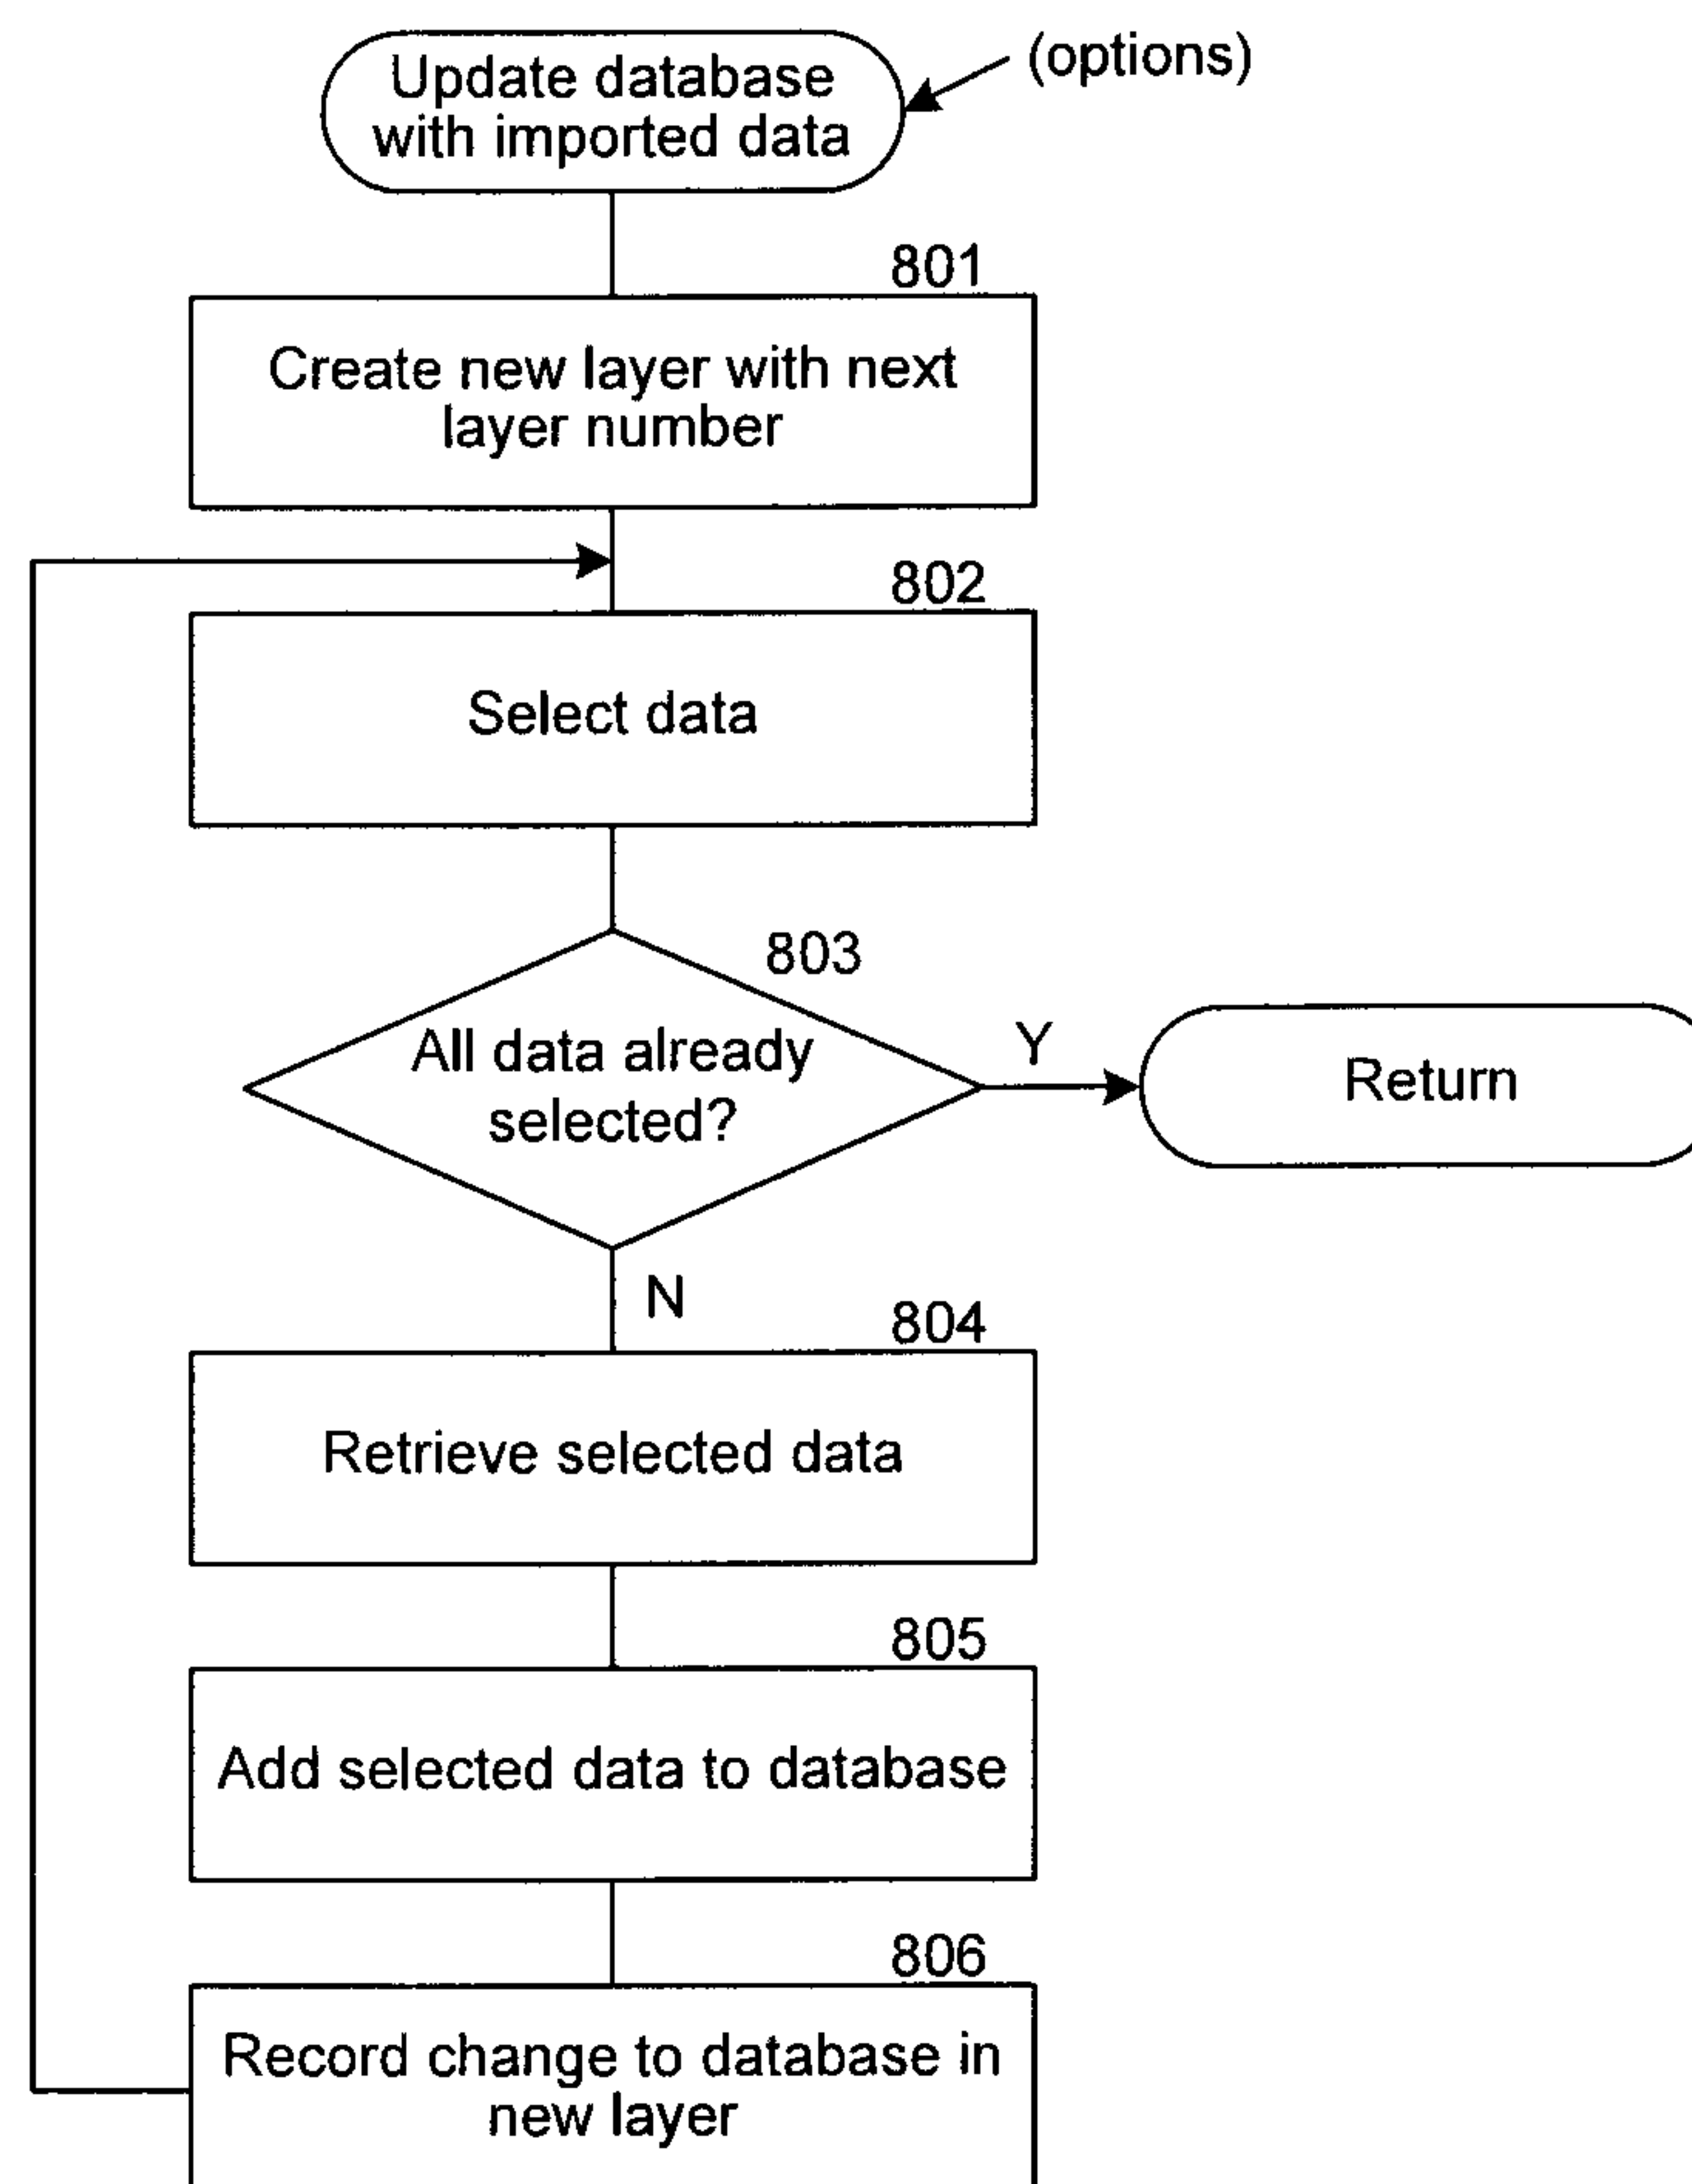 Update database
with imported data
(options)
801
Create new layer with next
layer number
802
Select data
803
All data already
selected?
Y
Return
N
804
Retrieve selected data
805
Add selected data to database
806
Record change to database in
new layer